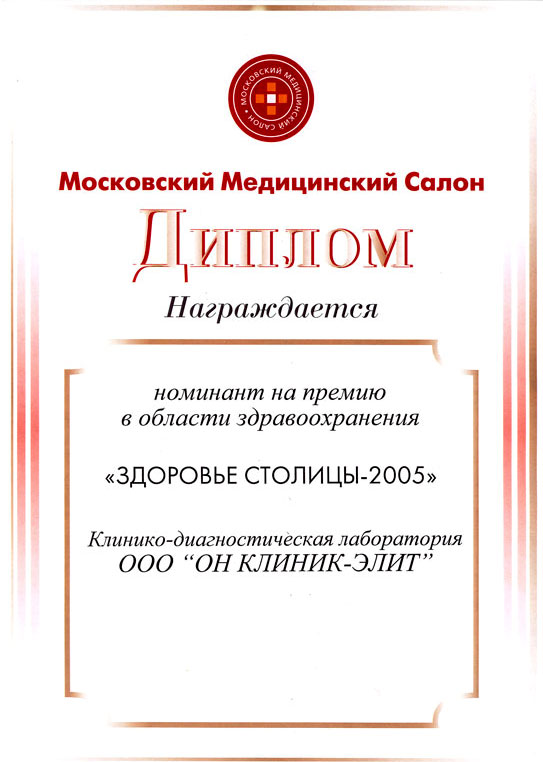 • МОСКОВСКИЙ МЕДИЦИНСКИЙ САЛОН
Московский Медицинский Салон
Диплом
Награждается
номинант на премию
в области здравоохранения
«ЗДОРОВЬЕ СТОЛИЦЫ-2005»
Клинико-диагностическая лаборатория
ООО “ОН КЛИНИК-ЭЛИТ”